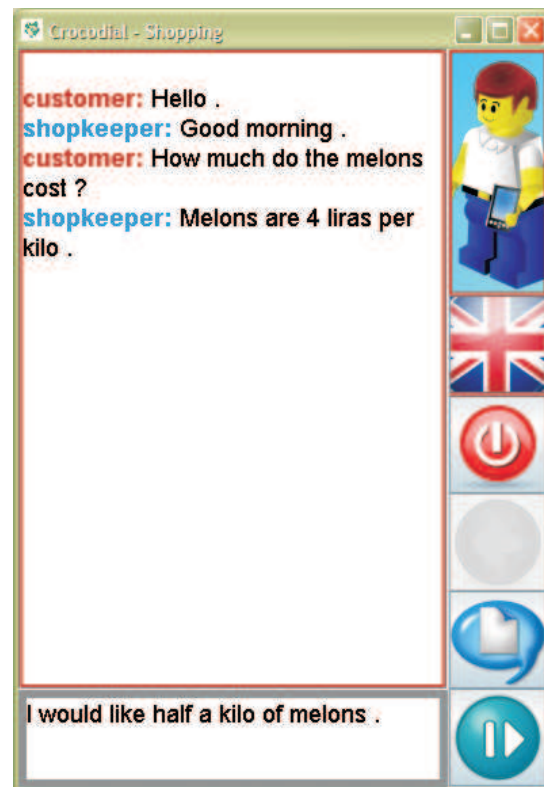 Crocodial - Shopping
customer: Hello .
shopkeeper: Good morning .
customer: How much do the melons
cost ?
shopkeeper: Melons are 4 liras per
kilo .
I would like half a kilo of melons .